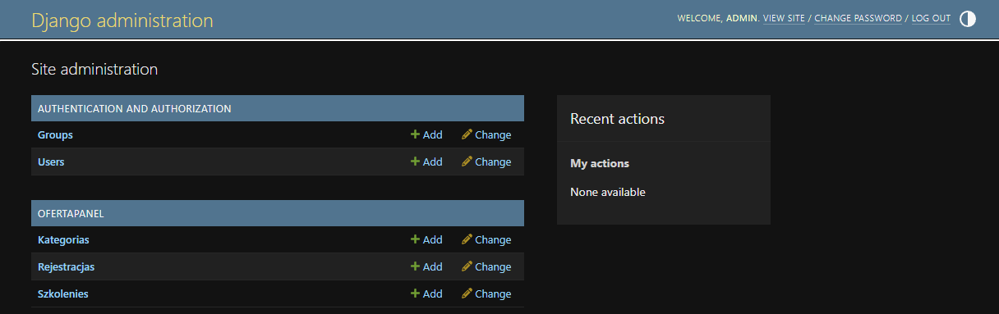 Django administration
WELCOME, ADMIN. VIEW SITE / CHANGE PASSWORD / LOG OUT
Site administration
AUTHENTICATION AND AUTHORIZATION
Groups Add Change
Users Add Change
OFERTAPANEL
Kategorias Add Change
Rejestracjas Add Change
Szkolenies Add Change
Recent actions
My actions
None available